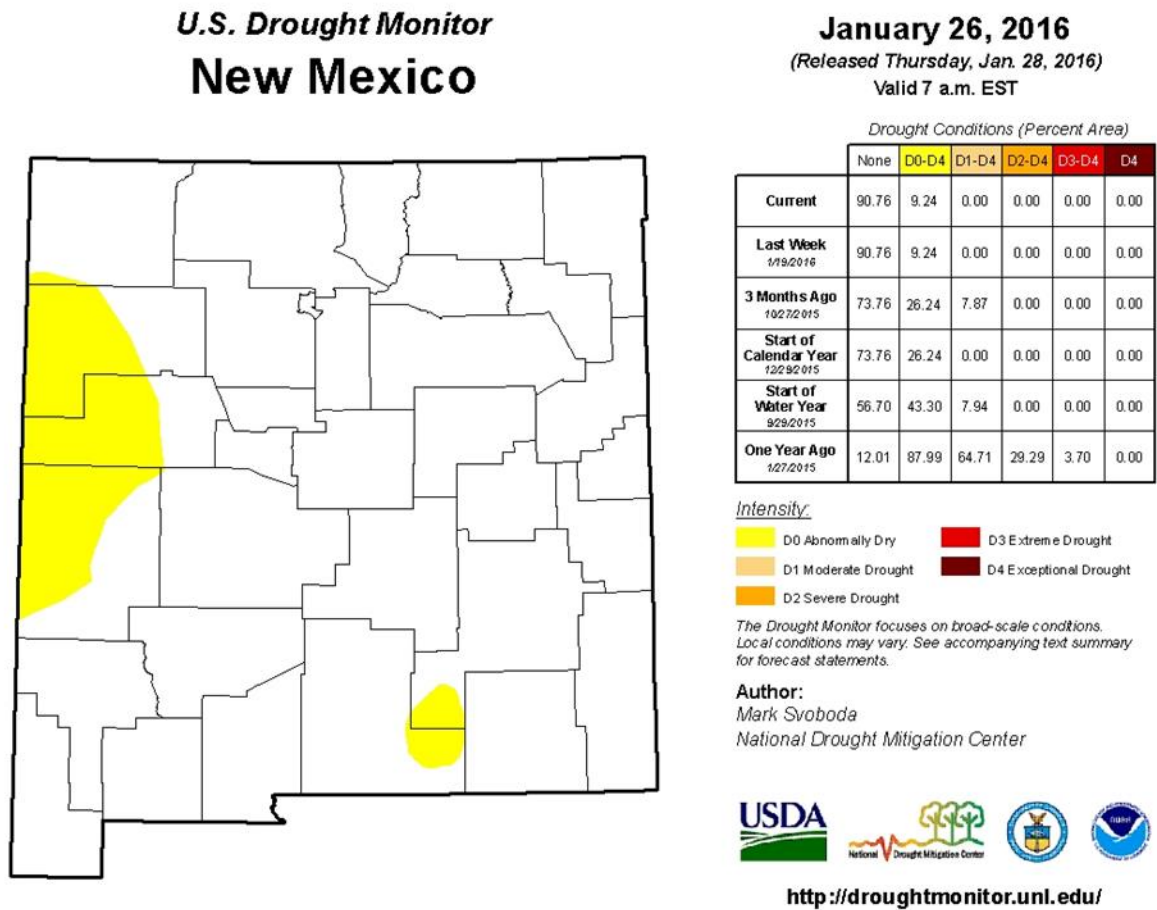 U.S. Drought Monitor
New Mexico
January 26, 2016
(Released Thursday, Jan. 28, 2016)
Valid 7 a.m. EST
Drought Conditions (Percent Area)
None D0-D4 D1-D4 D2-D4 D3-D4 D4
Current 90.76 9.24 0.00 0.00 0.00 0.00
Last Week
1/19/2016
90.76 9.24 0.00 0.00 0.00 0.00
3 Months Ago
10/27/2015
73.76 26.24 7.87 0.00 0.00 0.00
Start of
Calendar Year
12/29/2015
73.76 26.24 0.00 0.00 0.00 0.00
Start of
Water Year
9/29/2015
56.70 43.30 7.94 0.00 0.00 0.00
One Year Ago
1/27/2015
12.01 87.99 64.71 29.29 3.70 0.00
Intensity:
D0 Abnormally Dry
D1 Moderate Drought
D2 Severe Drought
D3 Extreme Drought
D4 Exceptional Drought
The Drought Monitor focuses on broad-scale conditions.
Local conditions may vary. See accompanying text summary
for forecast statements.
Author:
Mark Svoboda
National Drought Mitigation Center
USDA
National Drought Mitigation Center
http://droughtmonitor.unl.edu/